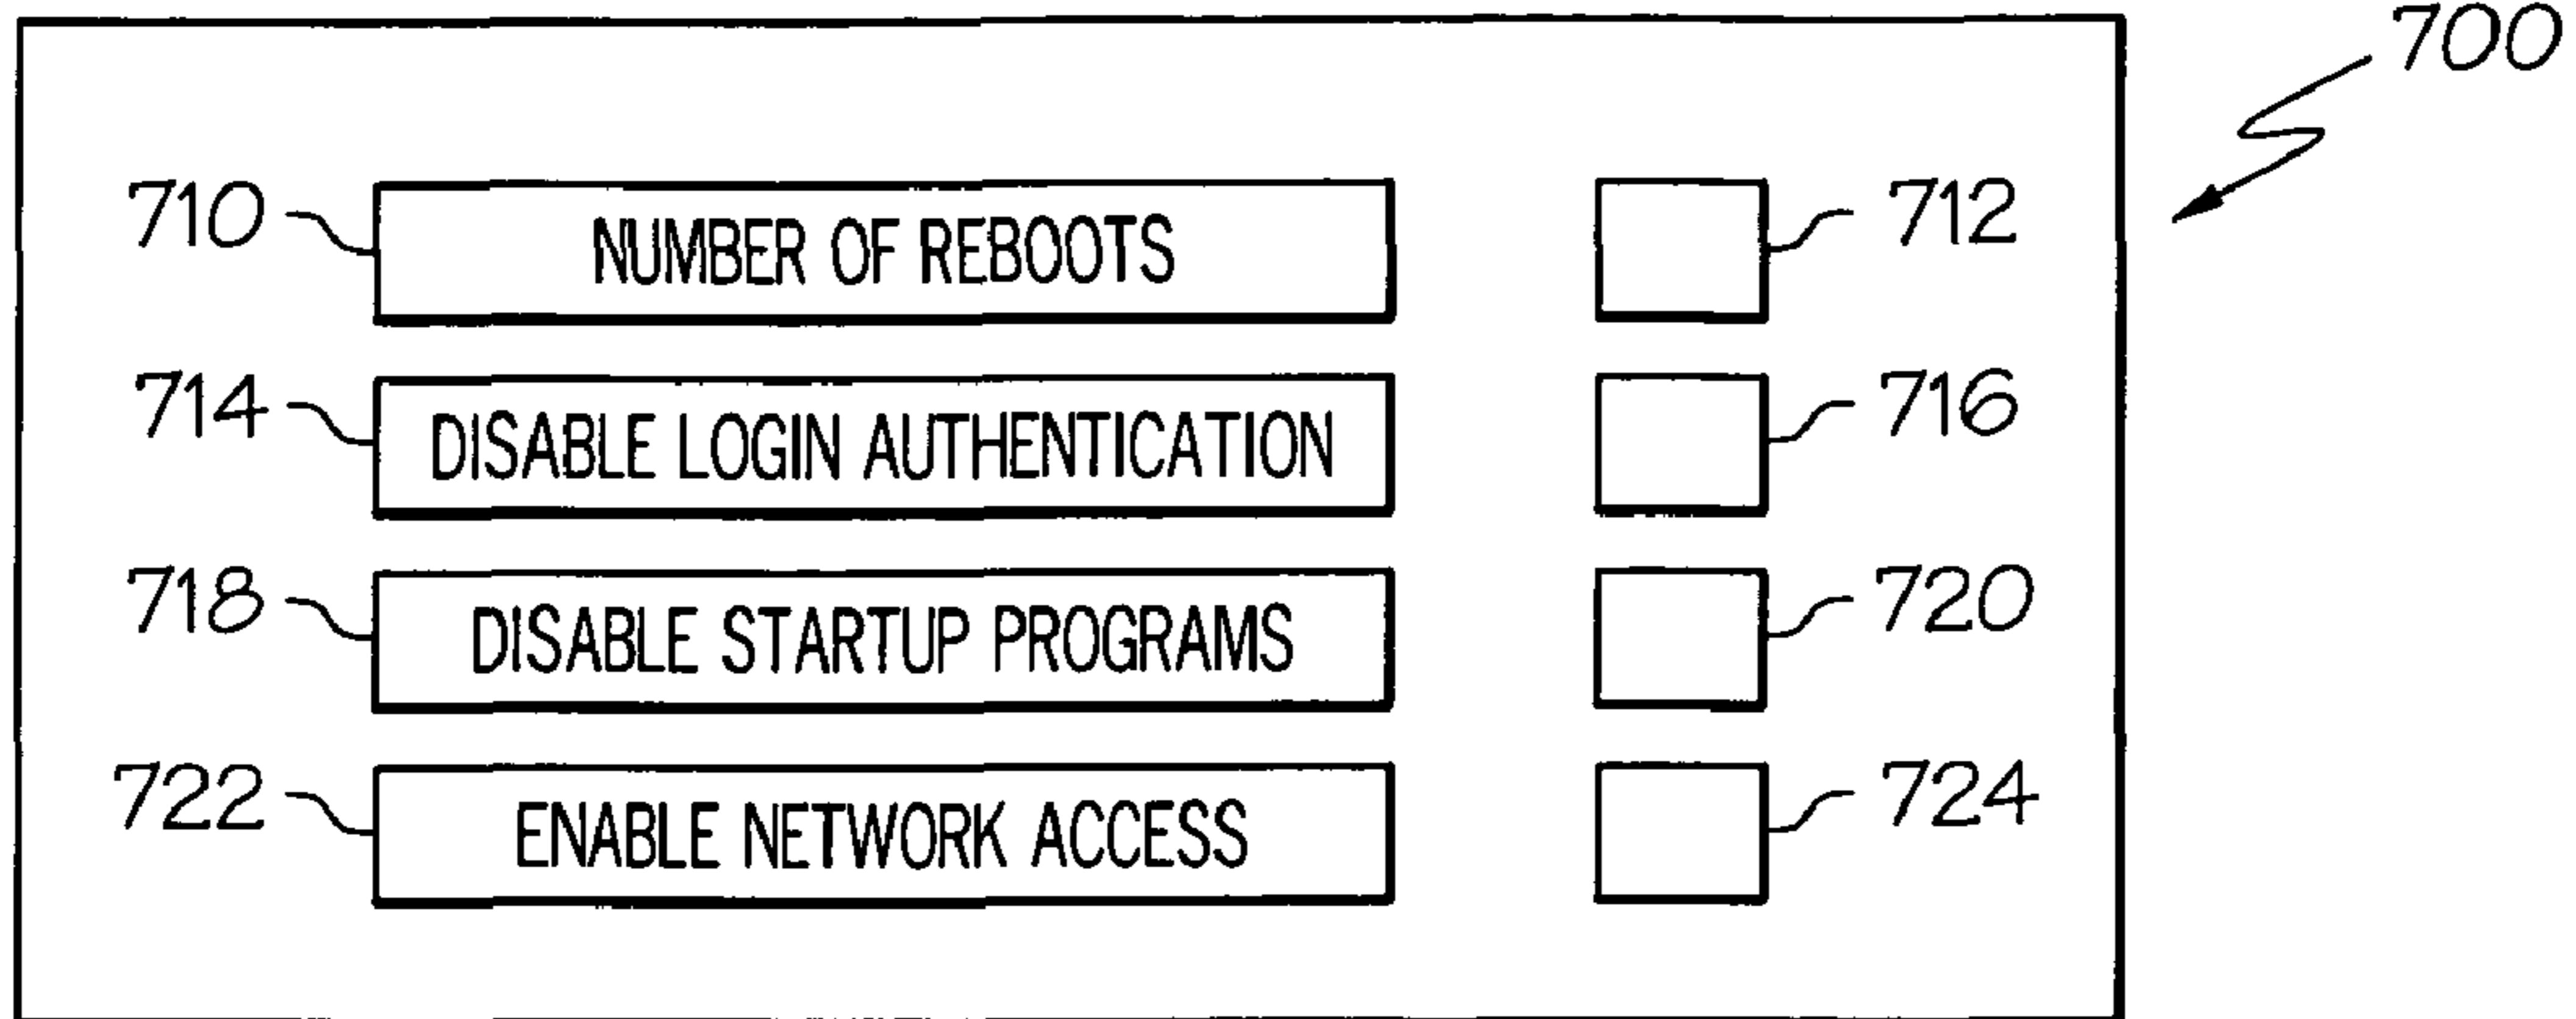 700
710 NUMBER OF REBOOTS 712
714 DISABLE LOGIN AUTHENTICATION 716
718 DISABLE STARTUP PROGRAMS 720
722 ENABLE NETWORK ACCESS 724